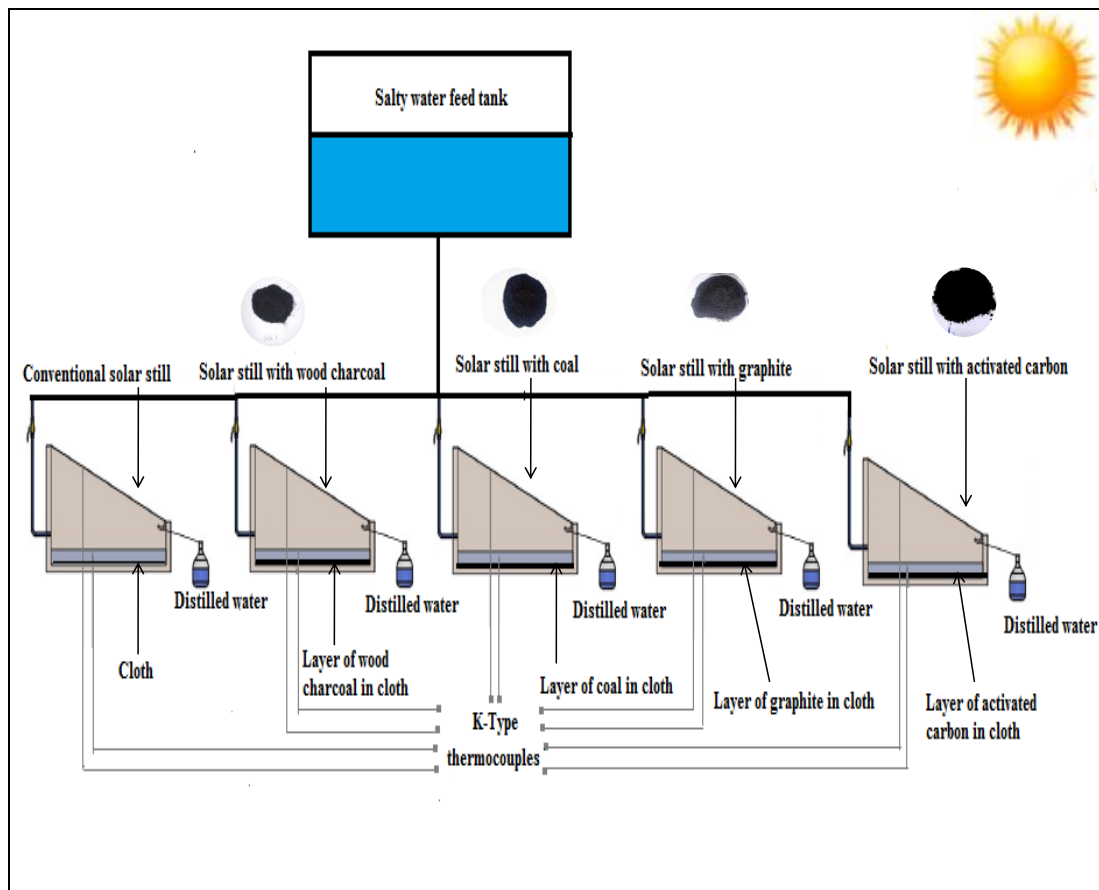 Salty water feed tank
Conventional solar still
Solar still with wood charcoal
Solar still with coal
Solar still with graphite
Solar still with activated carbon
Distilled water
Distilled water
Distilled water
Distilled water
Distilled water
Cloth
Layer of wood
charcoal in cloth
Layer of coal in cloth
Layer of graphite in cloth
Layer of activated
carbon in cloth
K-Type
thermocouples